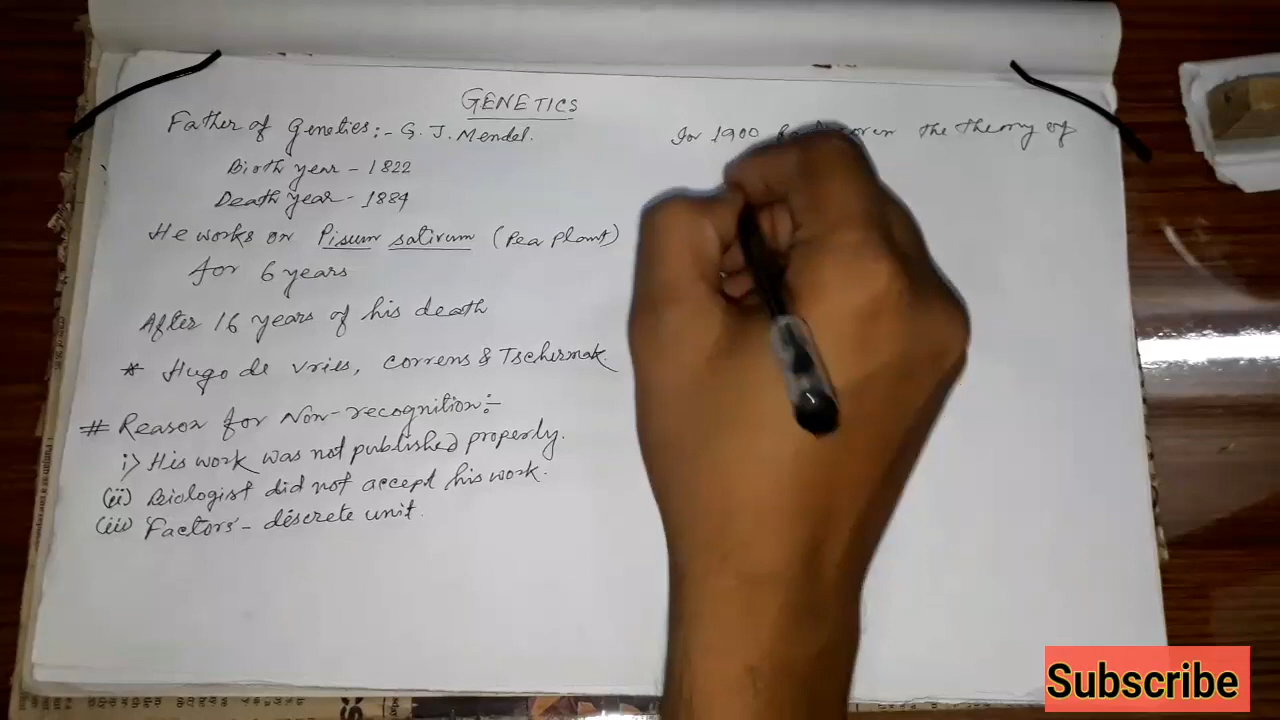 GENETICS
Father of Genetics:- G. J. Mendel.
Birth year - 1822
Death year - 1884
He works on Pisum sativum (Pea plant)
for 6 years
After 16 years of his death
* Hugo de Vries, Correns & Tschermak.
# Reason for Non-recognition:-
i) His work was not published properly.
(ii) Biologist did not accept his work.
(iii) Factors - discrete unit.
In 1900 the theory of
Subscribe